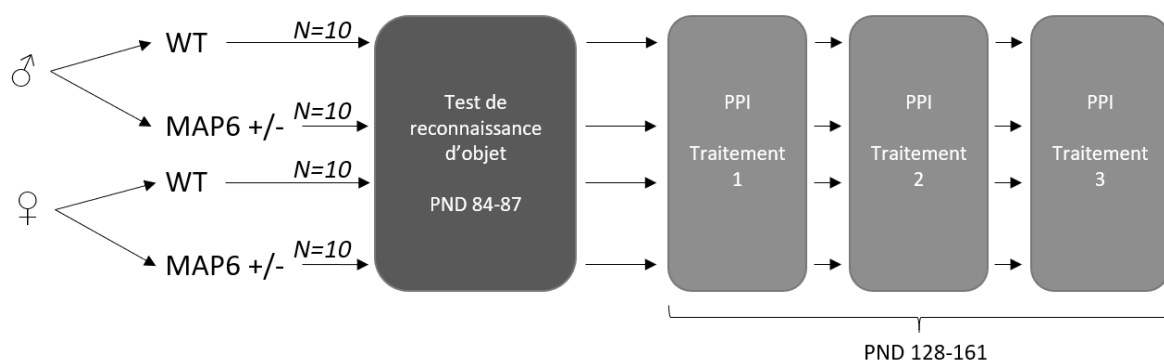 WT
N=10
MAP6 +/-
N=10
WT
N=10
MAP6 +/-
N=10
Test de
reconnaissance
d’objet
PND 84-87
PPI
Traitement
1
PPI
Traitement
2
PPI
Traitement
3
PND 128-161